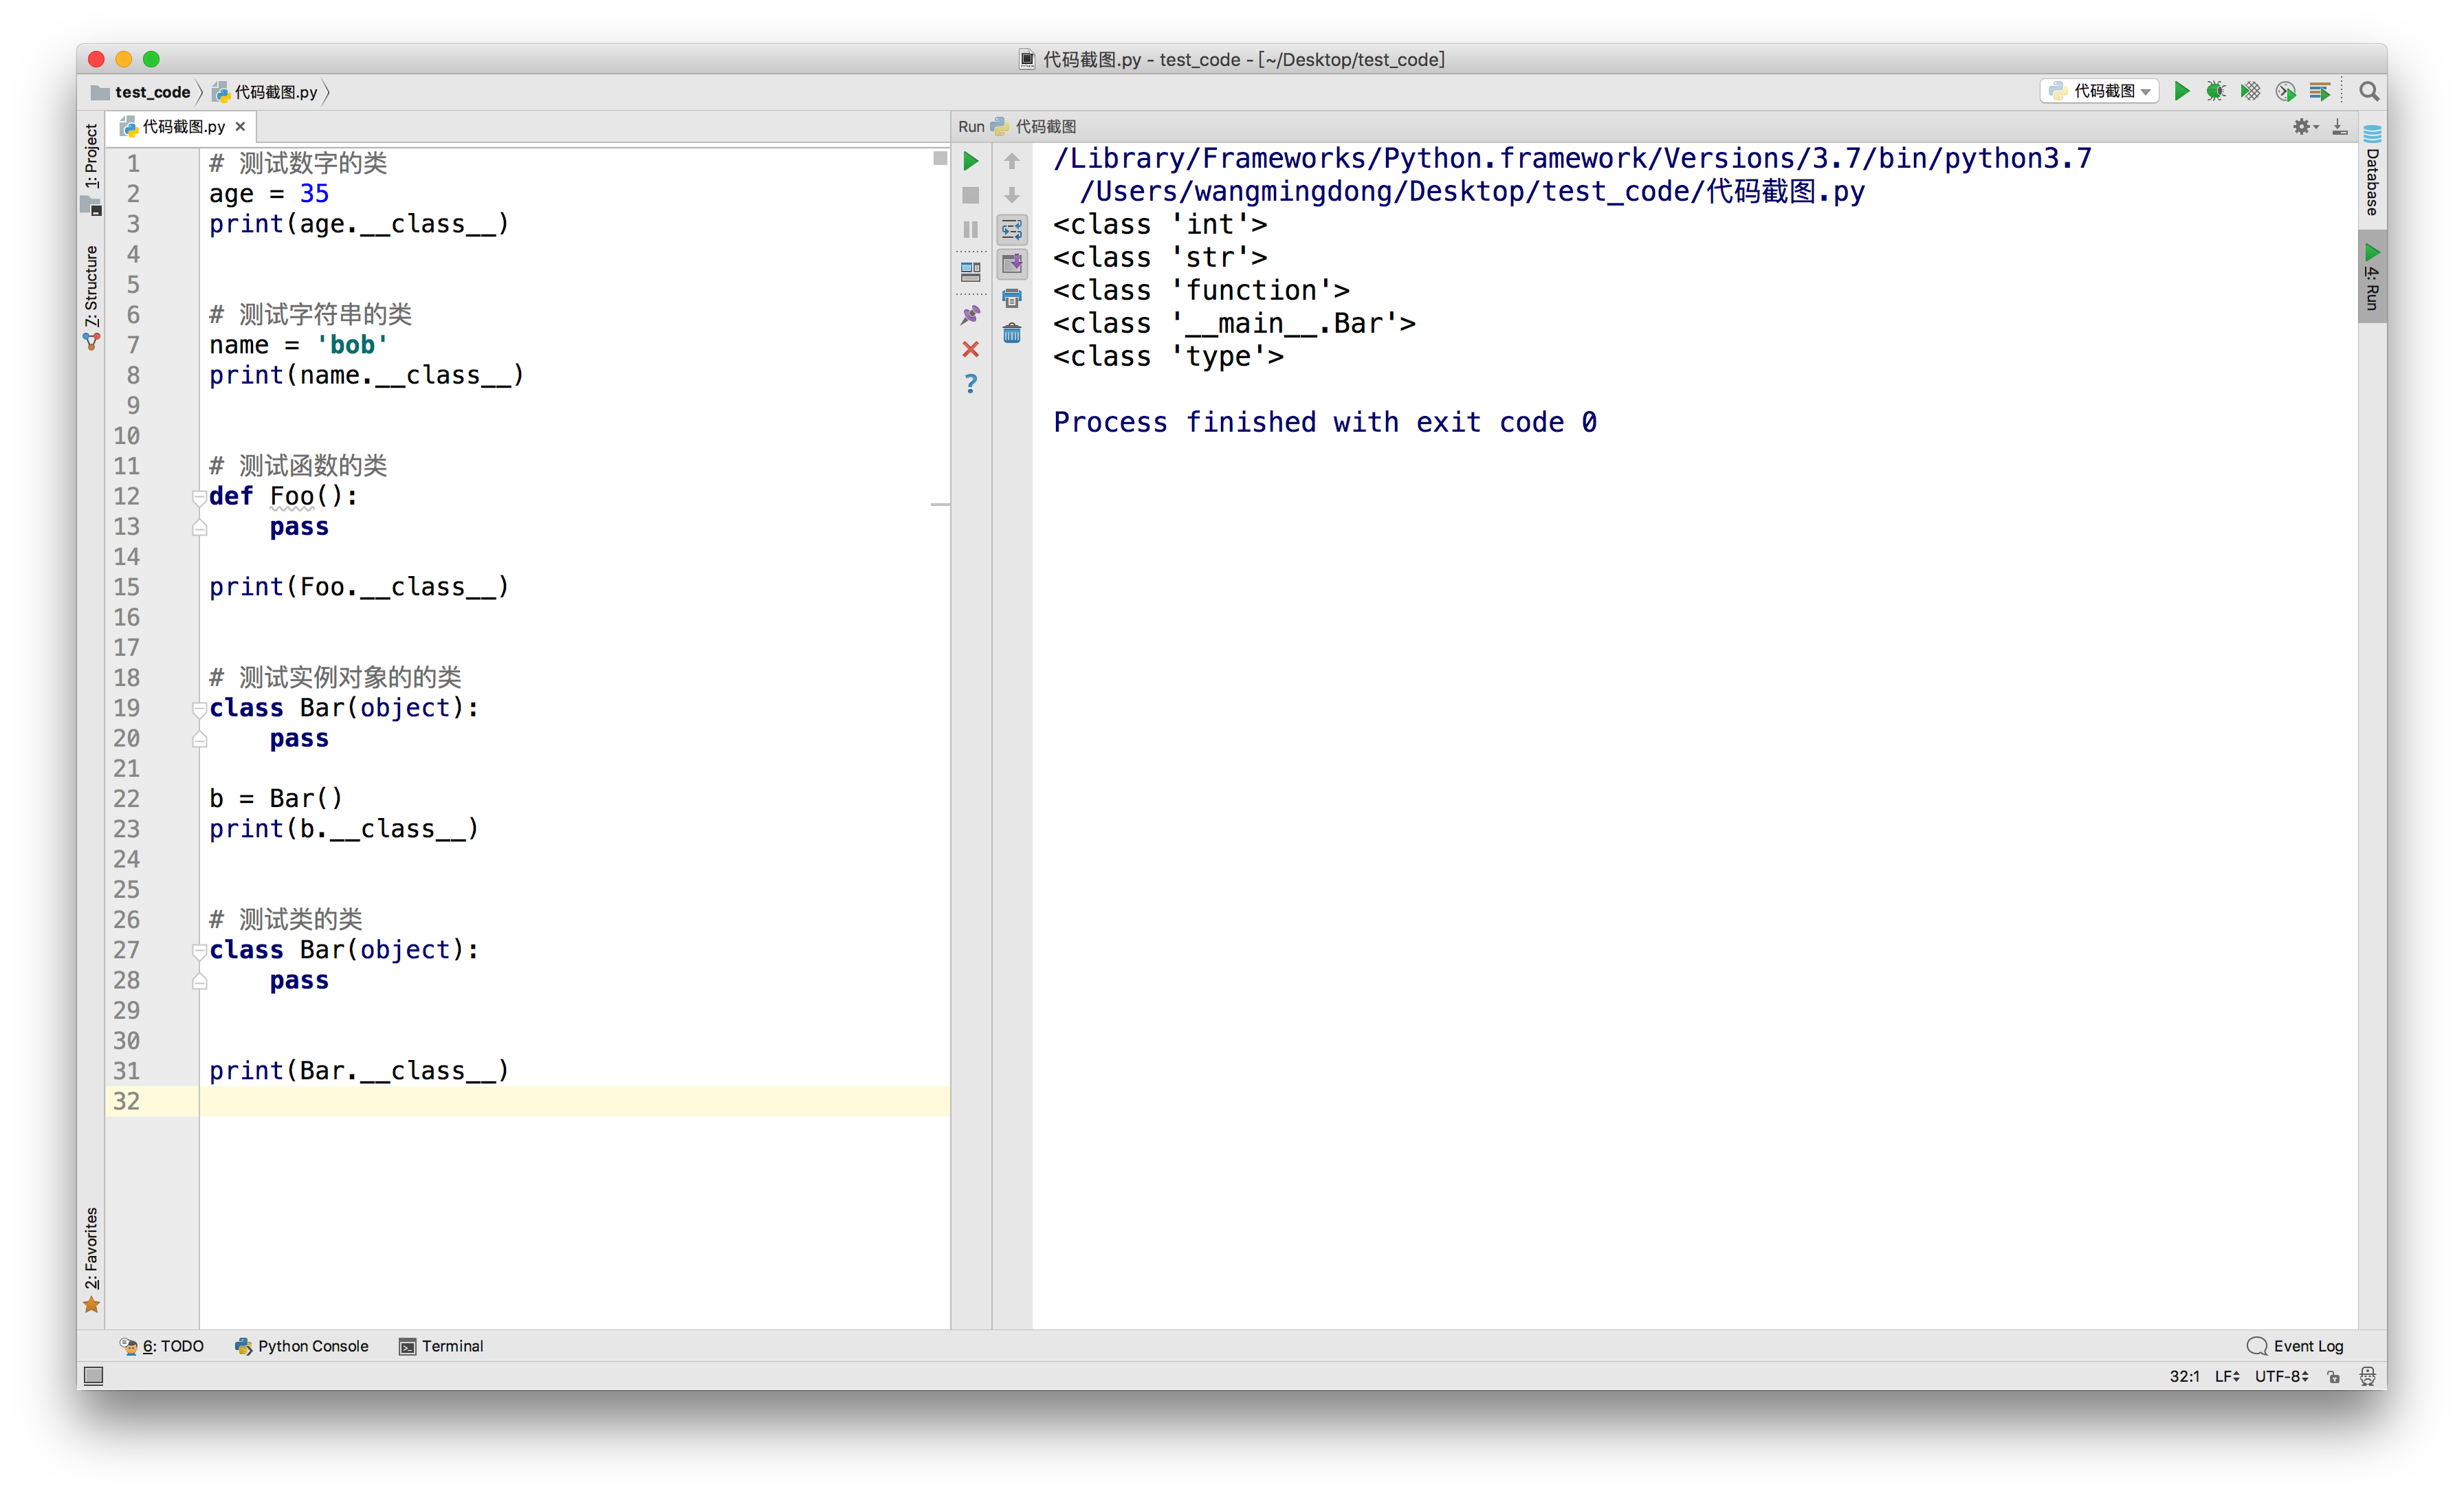 代码截图.py - test_code - [~/Desktop/test_code]
test_code 代码截图.py
代码截图
代码截图.py
Run 代码截图
1: Project
7: Structure
2: Favorites
1 # 测试数字的类
2 age = 35
3 print(age.__class__)
4
5
6 # 测试字符串的类
7 name = 'bob'
8 print(name.__class__)
9
10
11 # 测试函数的类
12 def Foo():
13     pass
14
15 print(Foo.__class__)
16
17
18 # 测试实例对象的的类
19 class Bar(object):
20     pass
21
22 b = Bar()
23 print(b.__class__)
24
25
26 # 测试类的类
27 class Bar(object):
28     pass
29
30
31 print(Bar.__class__)
32
/Library/Frameworks/Python.framework/Versions/3.7/bin/python3.7
/Users/wangmingdong/Desktop/test_code/代码截图.py
<class 'int'>
<class 'str'>
<class 'function'>
<class '__main__.Bar'>
<class 'type'>
Process finished with exit code 0
Database
4: Run
6: TODO Python Console Terminal Event Log
32:1 LF UTF-8